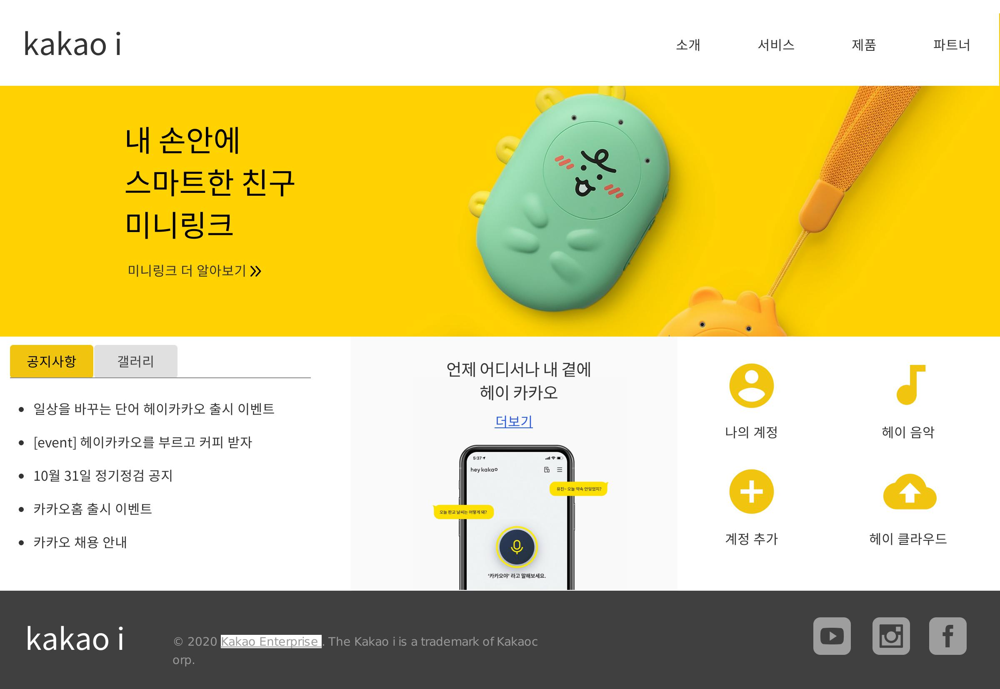 kakao i
소개
서비스
제품
파트너
내 손안에
스마트한 친구
미니링크
미니링크 더 알아보기
공지사항
갤러리
일상을 바꾸는 단어 헤이카카오 출시 이벤트
[event] 헤이카카오를 부르고 커피 받자
10월 31일 정기정검 공지
카카오홈 출시 이벤트
카카오 채용 안내
언제 어디서나 내 곁에
헤이 카카오
더보기
5:37
hey kakao
유진~ 오늘 약속 안잊었지?
오늘 판교 날씨는 어떻게 돼?
‘카카오야’ 라고 말해보세요.
나의 계정
헤이 음악
계정 추가
헤이 클라우드
kakao i
© 2020 Kakao Enterprise . The Kakao i is a trademark of Kakaoc
orp.